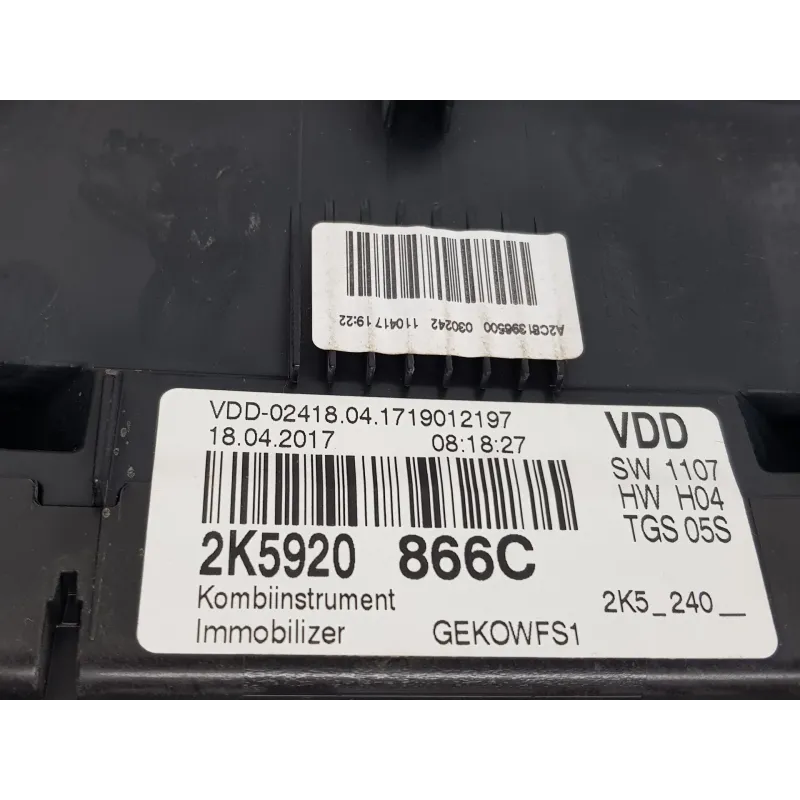 A2C81396500 030242 110417 19:22
VDD-02418.04.1719012197
18.04.2017 08:18:27
VDD
SW 1107
HW H04
TGS 05S
2K5920 866C
Kombiinstrument
2K5_240__
Immobilizer GEKOWFS1